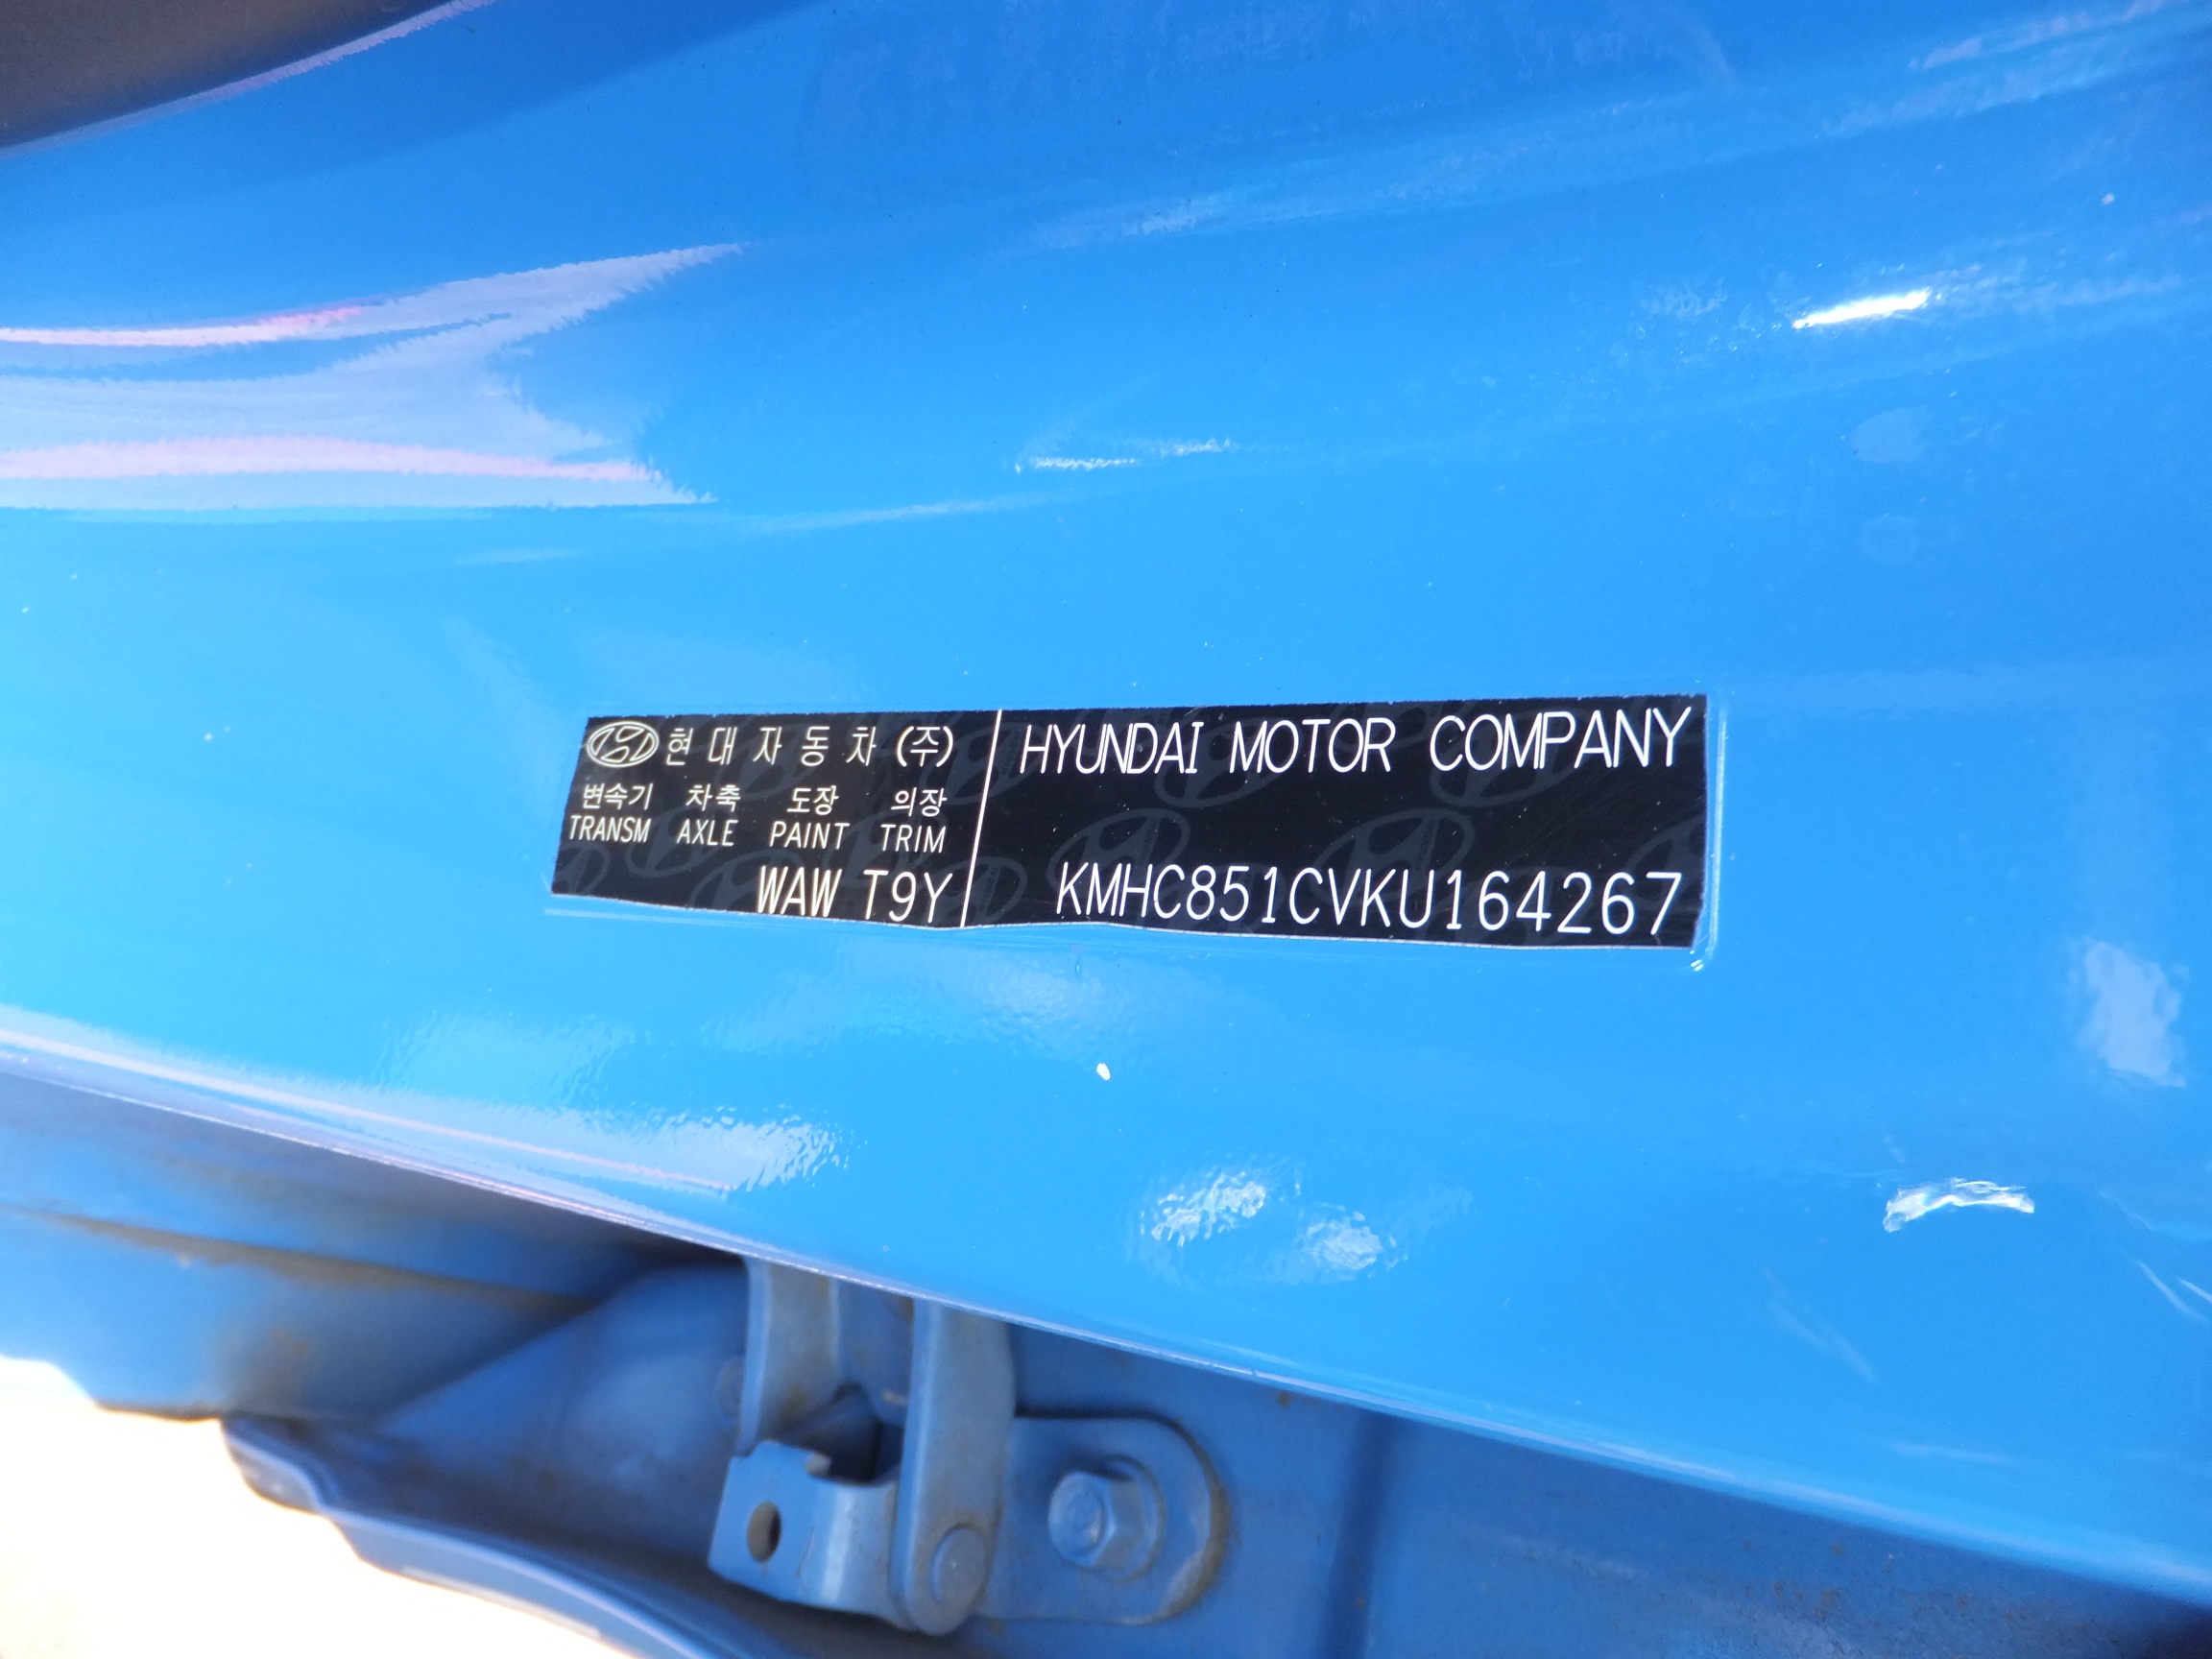 현대자동차(주)
변속기 차축 도장 의장
TRANSM AXLE PAINT TRIM
WAW T9Y
HYUNDAI MOTOR COMPANY
KMHC851CVKU164267